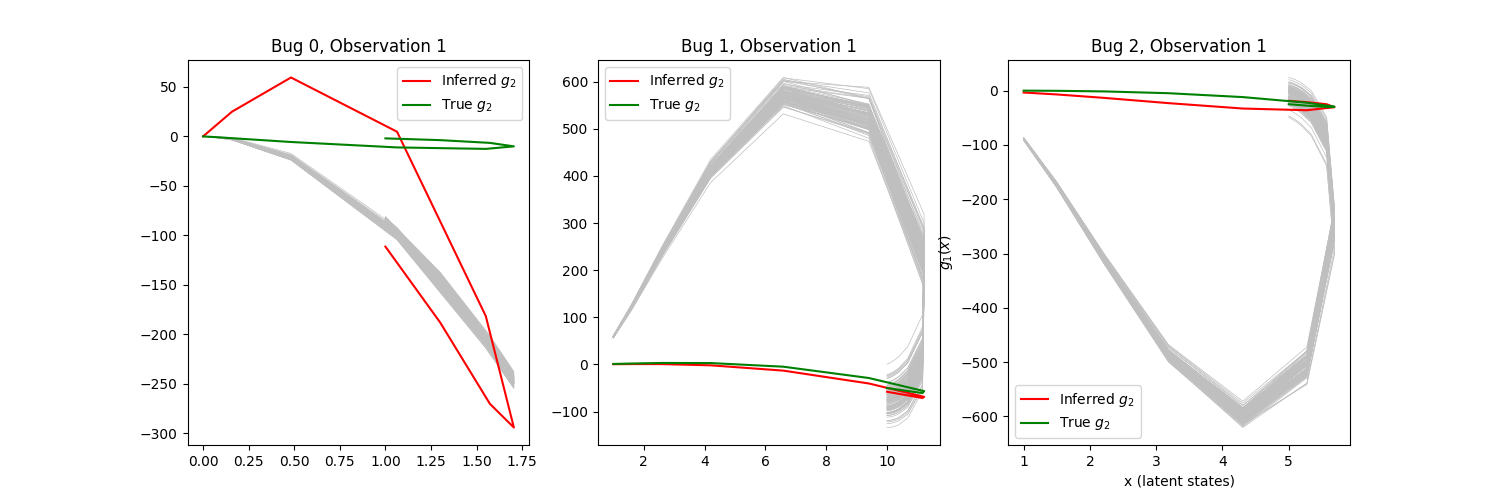 Bug 0, Observation 1
Inferred g₂
True g₂
50
0
−50
−100
−150
−200
−250
−300
0.00 0.25 0.50 0.75 1.00 1.25 1.50 1.75
Bug 1, Observation 1
Inferred g₂
True g₂
600
500
400
300
200
100
0
−100
2 4 6 8 10
Bug 2, Observation 1
g₁(x)
0
−100
−200
−300
−400
−500
−600
Inferred g₂
True g₂
1 2 3 4 5
x (latent states)